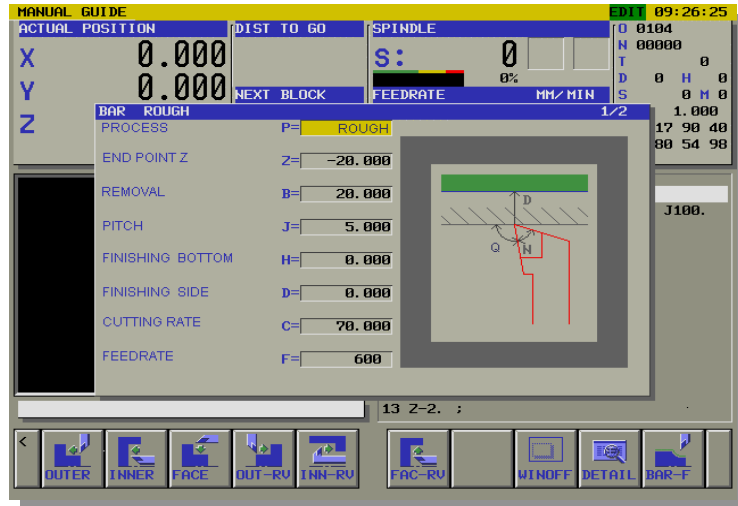 MANUAL GUIDE EDIT 09:26:25
ACTUAL POSITION DIST TO GO SPINDLE O 0104
X 0.000 S: 0 N 00000
T 0
0% D 0 H 0
Y 0.000 NEXT BLOCK FEEDRATE MM/MIN S 0 M 0
BAR ROUGH 1/2
Z 1.000
17 90 40
80 54 98
PROCESS P= ROUGH
END POINT Z Z= -20.000
REMOVAL B= 20.000
D
J100.
PITCH J= 5.000
Q N
FINISHING BOTTOM H= 0.000
FINISHING SIDE D= 0.000
CUTTING RATE C= 70.000
FEEDRATE F= 600
13 Z-2. ;
< OUTER INNER FACE OUT-RV INN-RV FAC-RV WINOFF DETAIL BAR-F